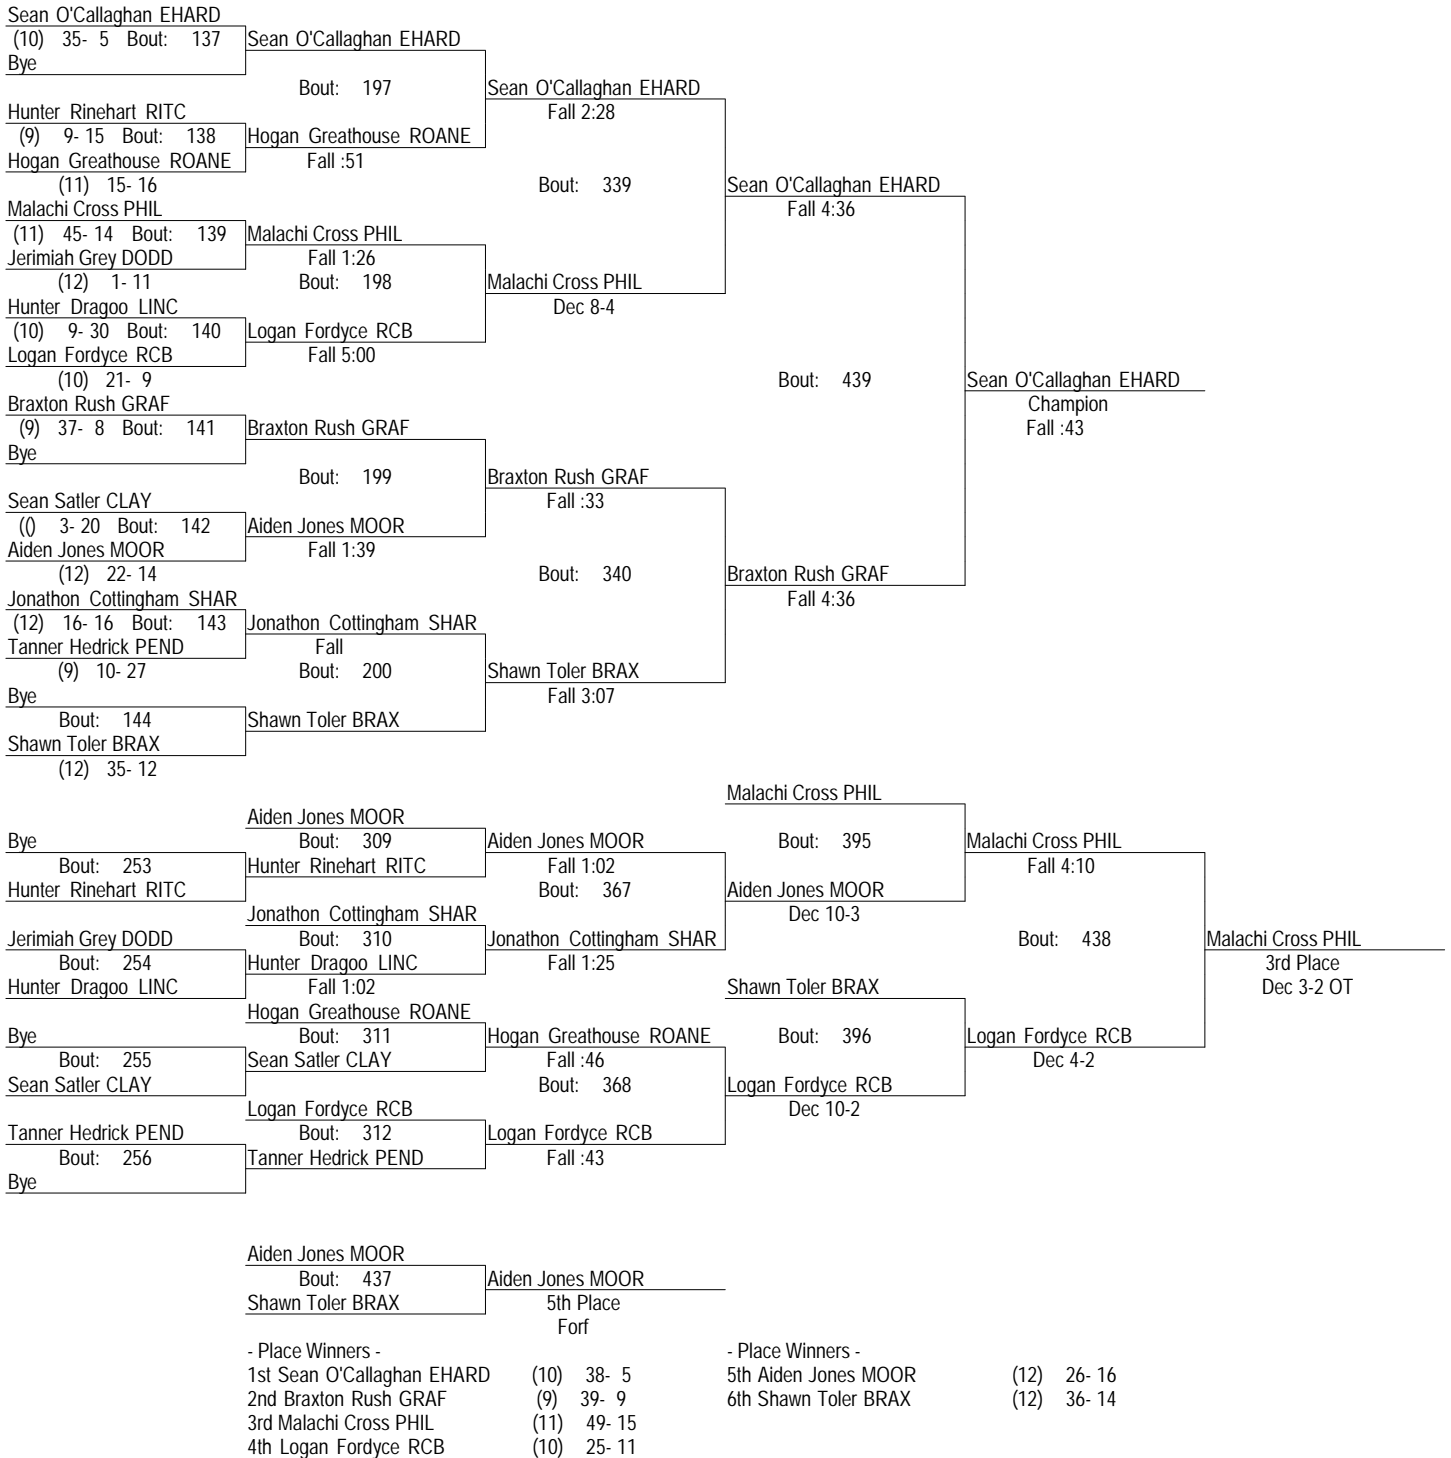 Sean O'Callaghan EHARD
(10) 35- 5 Bout: 137 Sean O'Callaghan EHARD
Bye
Bout: 197 Sean O'Callaghan EHARD
Hunter Rinehart RITC Fall 2:28
(9) 9- 15 Bout: 138 Hogan Greathouse ROANE
Hogan Greathouse ROANE Fall :51
(11) 15- 16 Bout: 339 Sean O'Callaghan EHARD
Malachi Cross PHIL Fall 4:36
(11) 45- 14 Bout: 139 Malachi Cross PHIL
Jerimiah Grey DODD Fall 1:26
(12) 1- 11 Bout: 198 Malachi Cross PHIL
Hunter Dragoo LINC Dec 8-4
(10) 9- 30 Bout: 140 Logan Fordyce RCB
Logan Fordyce RCB Fall 5:00
(10) 21- 9 Bout: 439 Sean O'Callaghan EHARD
Braxton Rush GRAF Champion
(9) 37- 8 Bout: 141 Braxton Rush GRAF Fall :43
Bye
Bout: 199 Braxton Rush GRAF
Sean Satler CLAY Fall :33
(() 3- 20 Bout: 142 Aiden Jones MOOR
Aiden Jones MOOR Fall 1:39
(12) 22- 14 Bout: 340 Braxton Rush GRAF
Jonathon Cottingham SHAR Fall 4:36
(12) 16- 16 Bout: 143 Jonathon Cottingham SHAR
Tanner Hedrick PEND Fall
(9) 10- 27 Bout: 200 Shawn Toler BRAX
Bye Fall 3:07
Bout: 144 Shawn Toler BRAX
Shawn Toler BRAX
(12) 35- 12
Malachi Cross PHIL
Aiden Jones MOOR
Bye Bout: 309 Aiden Jones MOOR Bout: 395 Malachi Cross PHIL
Bout: 253 Hunter Rinehart RITC Fall 1:02 Fall 4:10
Hunter Rinehart RITC Bout: 367 Aiden Jones MOOR
Jonathon Cottingham SHAR Dec 10-3
Jerimiah Grey DODD Bout: 310 Jonathon Cottingham SHAR Bout: 438 Malachi Cross PHIL
Bout: 254 Hunter Dragoo LINC Fall 1:25 3rd Place
Hunter Dragoo LINC Fall 1:02 Shawn Toler BRAX Dec 3-2 OT
Hogan Greathouse ROANE
Bye Bout: 311 Hogan Greathouse ROANE Bout: 396 Logan Fordyce RCB
Bout: 255 Sean Satler CLAY Fall :46 Dec 4-2
Sean Satler CLAY Bout: 368 Logan Fordyce RCB
Logan Fordyce RCB Dec 10-2
Tanner Hedrick PEND Bout: 312 Logan Fordyce RCB
Bout: 256 Tanner Hedrick PEND Fall :43
Bye
Aiden Jones MOOR
Bout: 437 Aiden Jones MOOR
Shawn Toler BRAX 5th Place
Forf
- Place Winners - - Place Winners -
1st Sean O'Callaghan EHARD (10) 38- 5 5th Aiden Jones MOOR (12) 26- 16
2nd Braxton Rush GRAF (9) 39- 9 6th Shawn Toler BRAX (12) 36- 14
3rd Malachi Cross PHIL (11) 49- 15
4th Logan Fordyce RCB (10) 25- 11